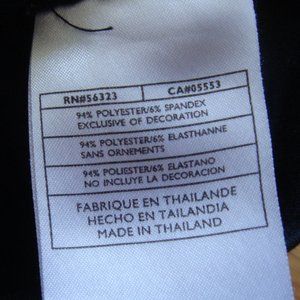 RN#56323 CA#05553
94% POLYESTER/6% SPANDEX
EXCLUSIVE OF DECORATION
94% POLYESTER/6% ELASTHANNE
SANS ORNEMENTS
94% POLIESTER/6% ELASTANO
NO INCLUYE LA DECORACION
FABRIQUE EN THAILANDE
HECHO EN TAILANDIA
MADE IN THAILAND